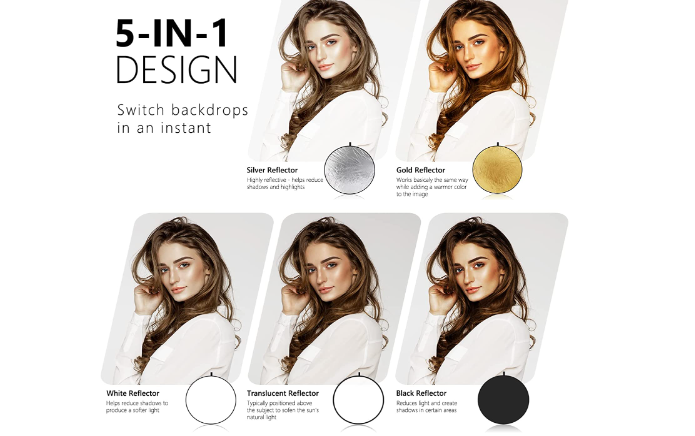 5-IN-1
DESIGN
Switch backdrops
in an instant
Silver Reflector
Highly reflective - helps reduce
shadows and highlights
Gold Reflector
Works basically the same way
while adding a warmer color
to the image
White Reflector
Helps reduce shadows to
produce a softer light
Translucent Reflector
Typically positioned above
the subject to sofen the sun's
natural light
Black Reflector
Reduces light and create
shadows in certain areas